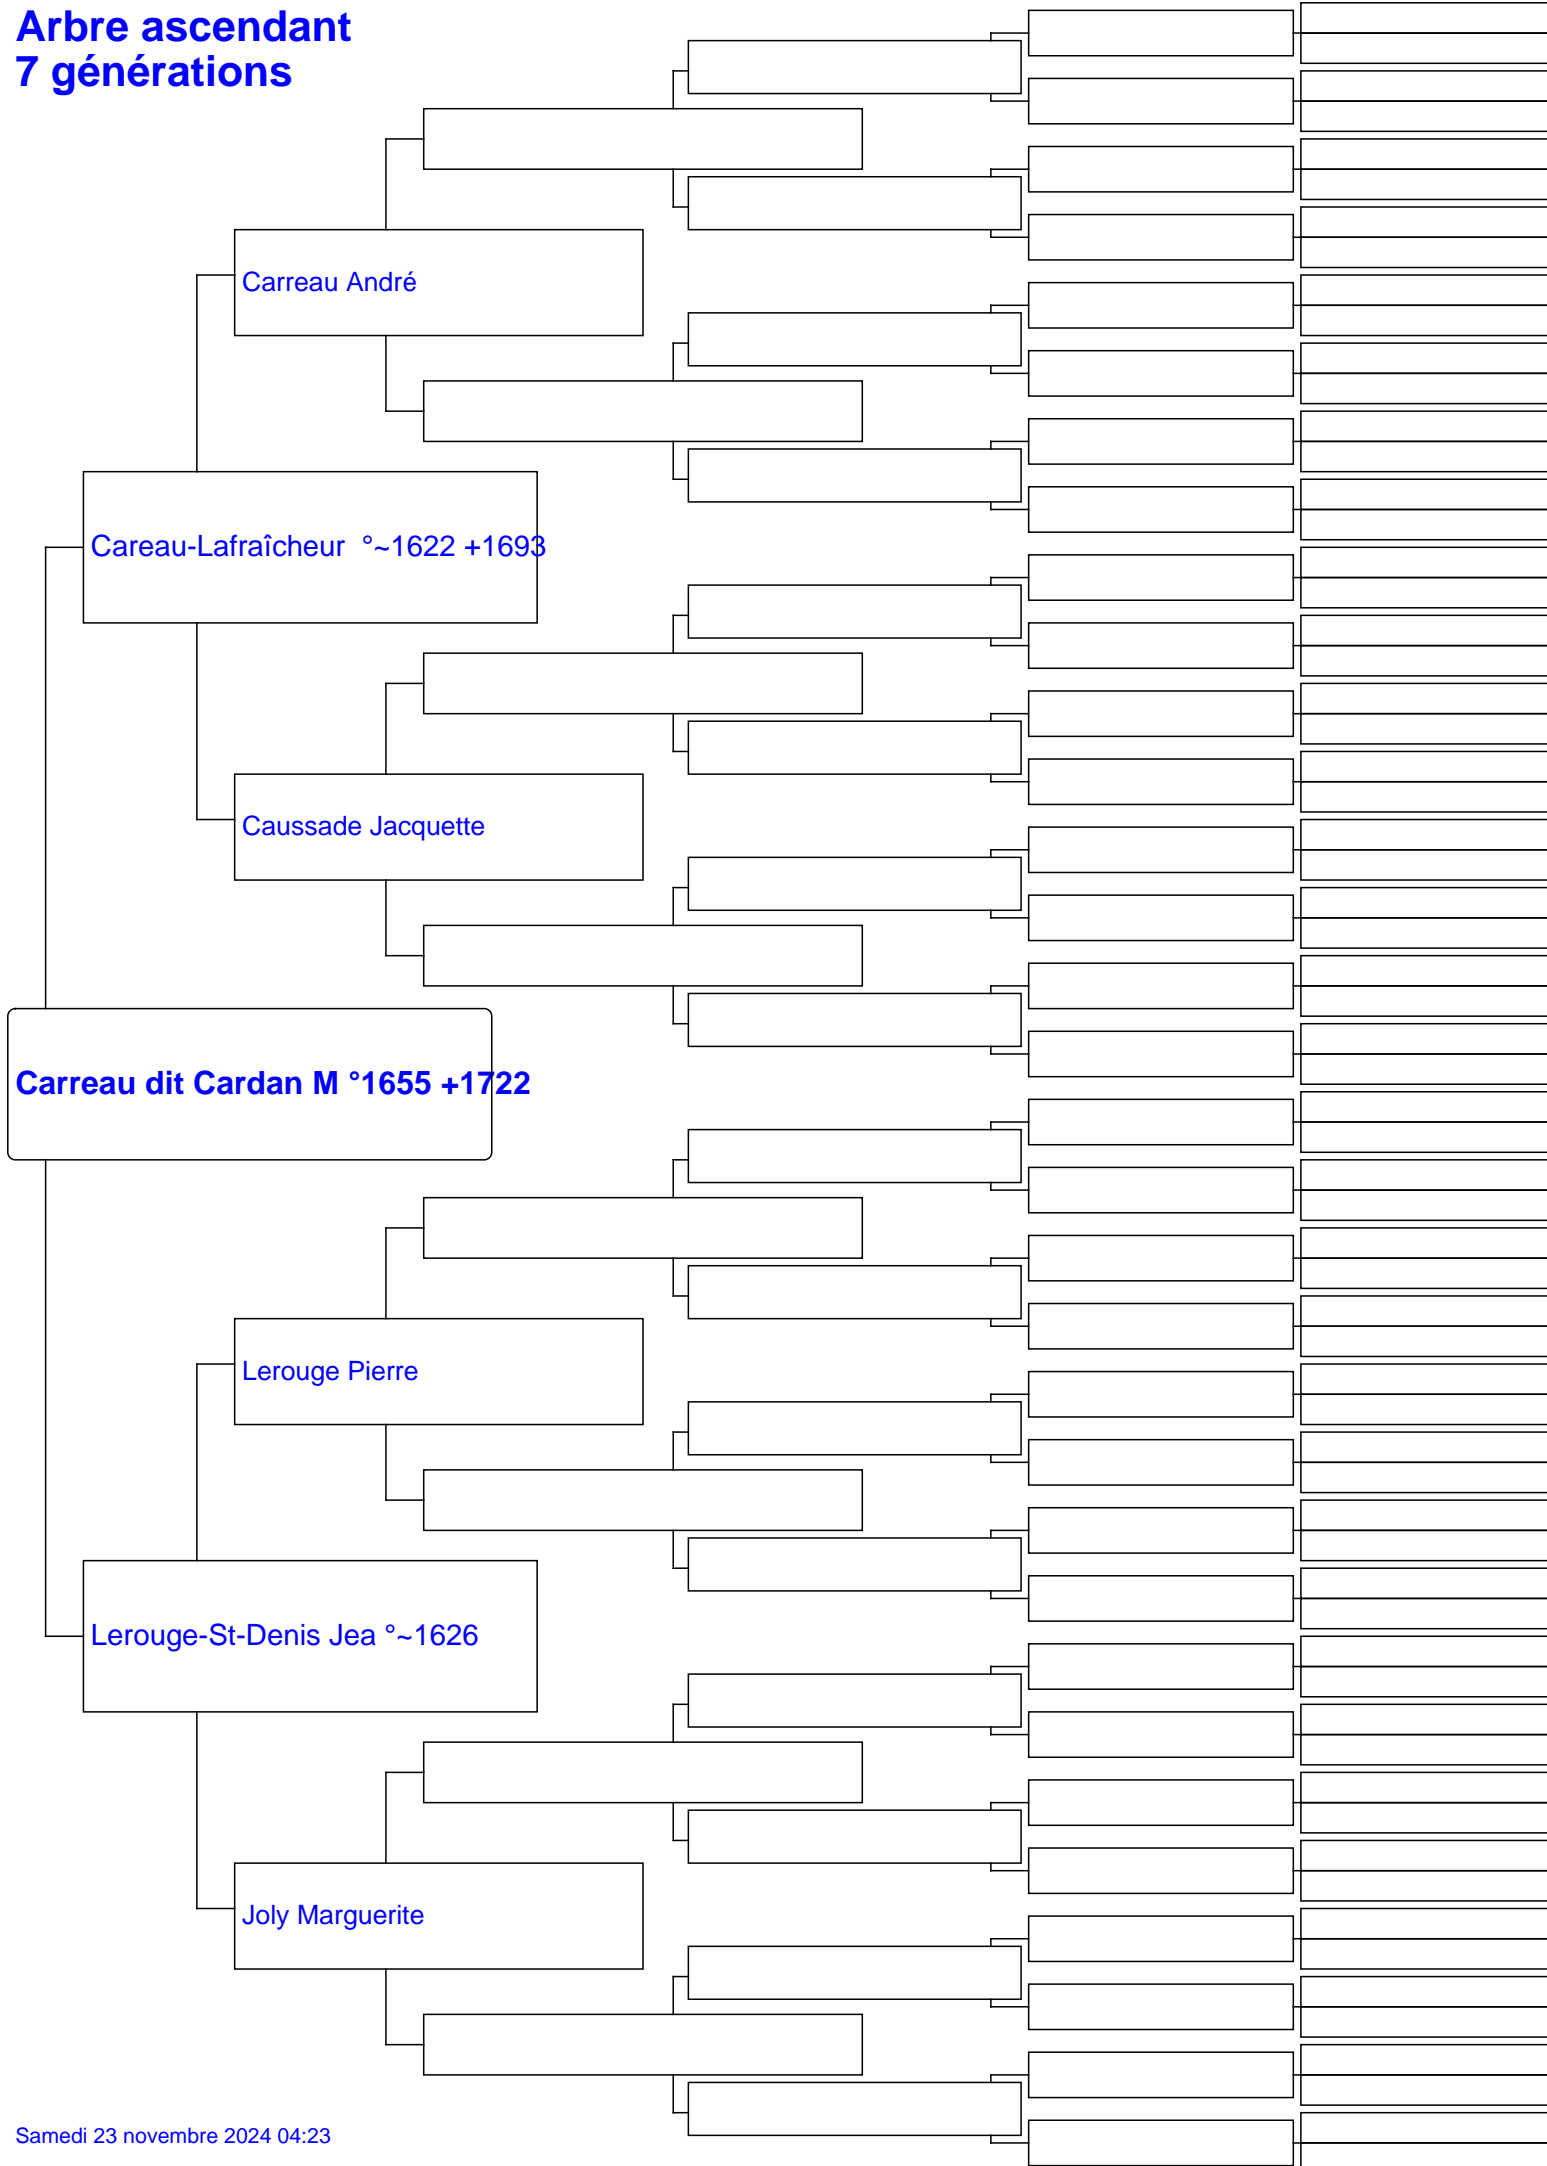 Arbre ascendant
7 générations
Carreau André
Careau-Lafraîcheur  °~1622 +1693
Caussade Jacquette
Carreau dit Cardan M °1655 +1722
Lerouge Pierre
Lerouge-St-Denis Jea °~1626
Joly Marguerite
Samedi 23 novembre 2024 04:23